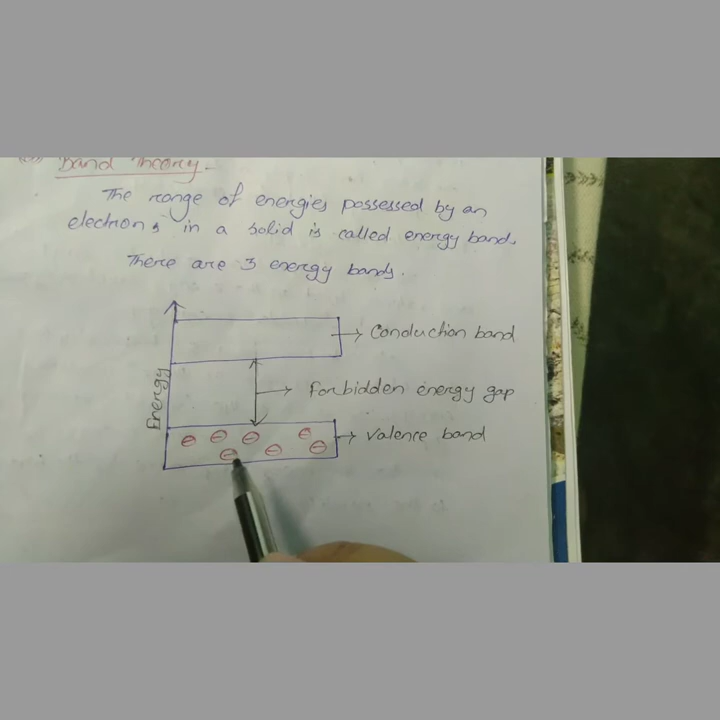 Band Theory.
The range of energies possessed by an
electrons in a solid is called energy band.
There are 3 energy bands.
Conduction band
Forbidden energy gap
Energy
Valence band